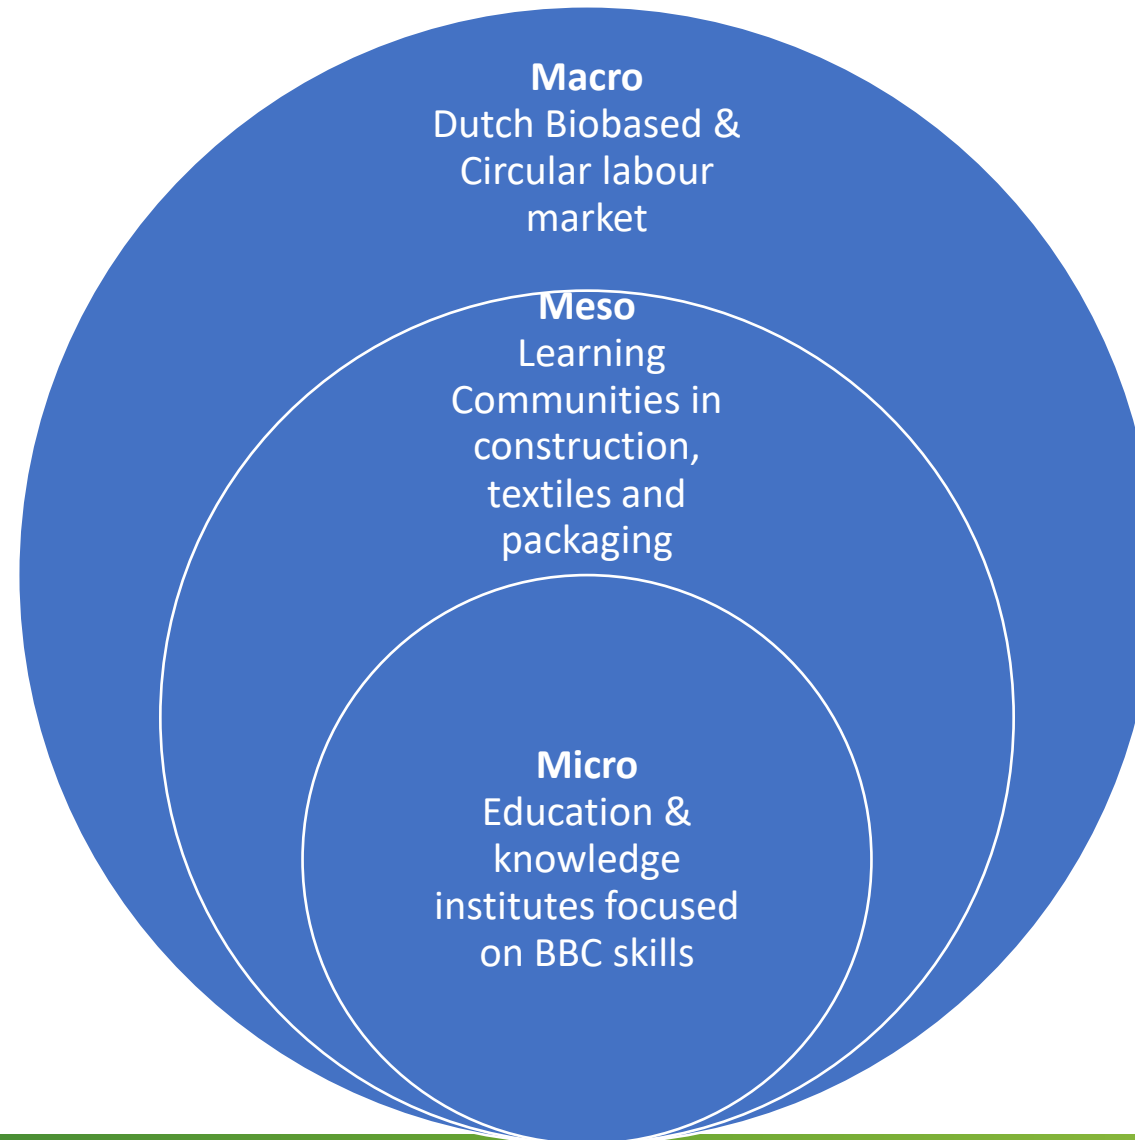 Macro
Dutch Biobased &
Circular labour
market
Meso
Learning
Communities in
construction,
textiles and
packaging
Micro
Education &
knowledge
institutes focused
on BBC skills